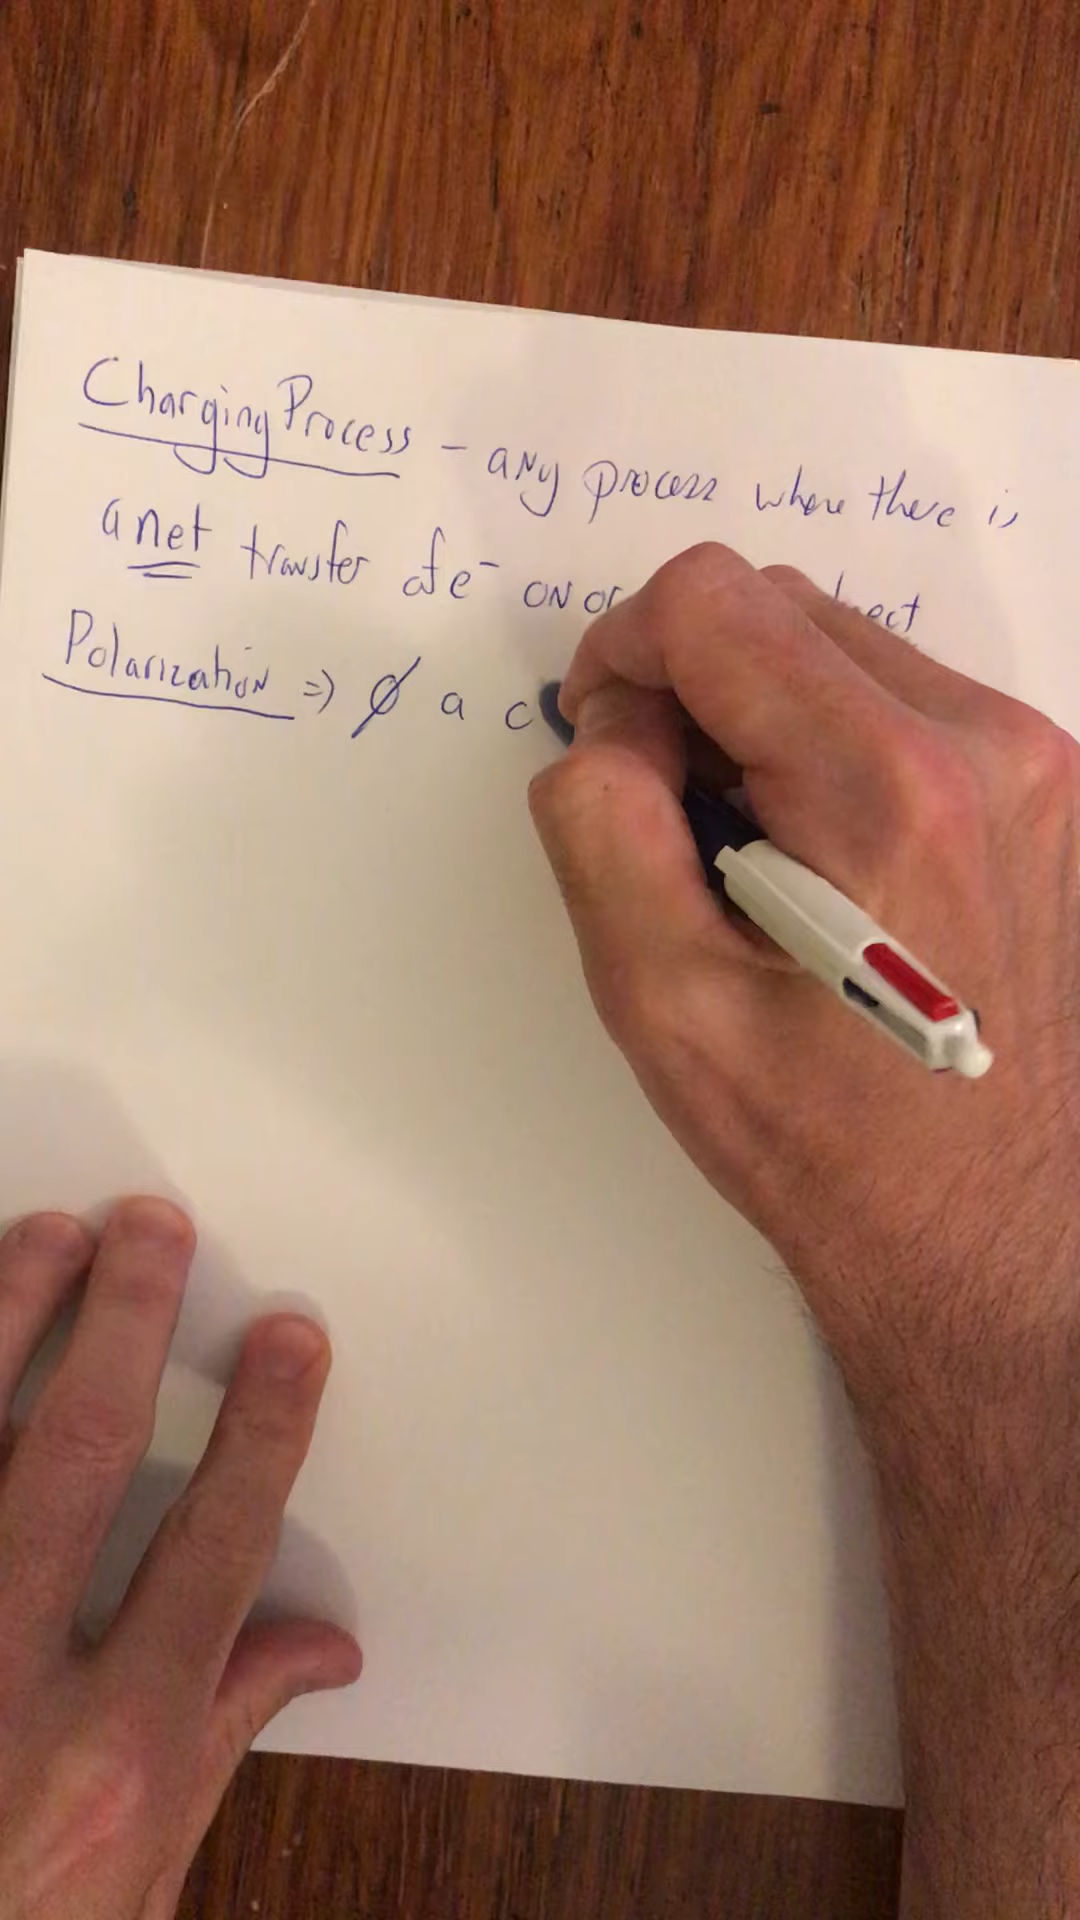 Charging Process - any process where there is
a net transfer of e⁻ on or
Polarization ⇒ ∅ a c